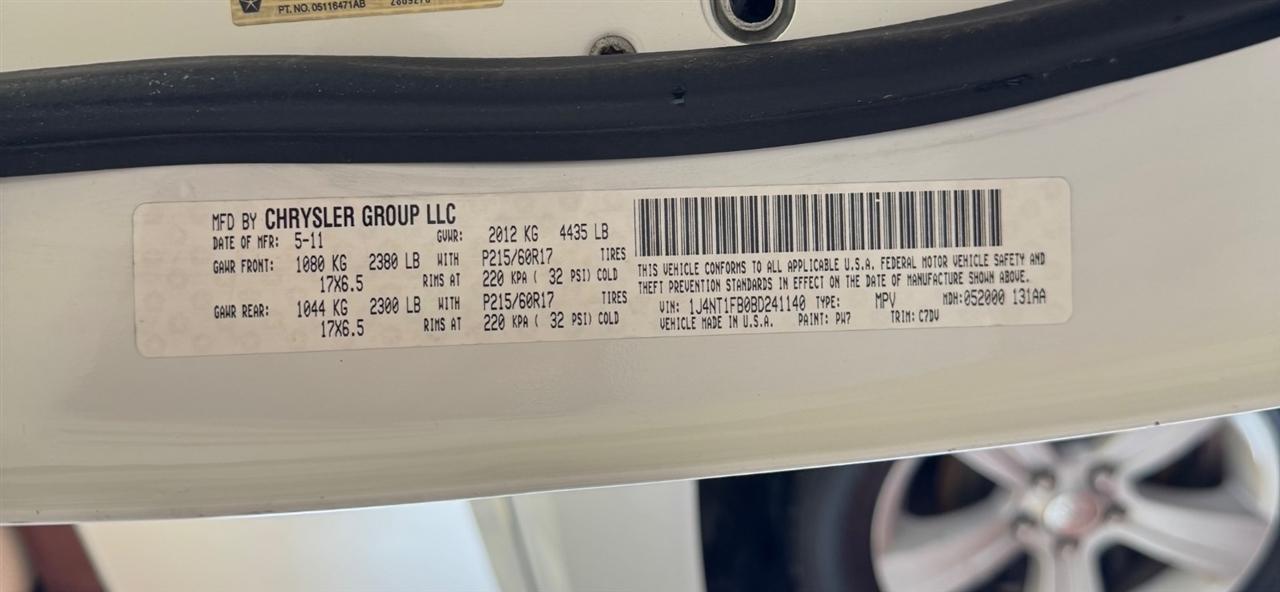 PT. NO. 05116471AB
MFD BY CHRYSLER GROUP LLC
DATE OF MFR: 5-11 GVWR: 2012 KG 4435 LB
GAWR FRONT: 1080 KG 2380 LB WITH P215/60R17 TIRES
17X6.5 RIMS AT 220 KPA ( 32 PSI) COLD
GAWR REAR: 1044 KG 2300 LB WITH P215/60R17 TIRES
17X6.5 RIMS AT 220 KPA ( 32 PSI) COLD
THIS VEHICLE CONFORMS TO ALL APPLICABLE U.S.A. FEDERAL MOTOR VEHICLE SAFETY AND
THEFT PREVENTION STANDARDS IN EFFECT ON THE DATE OF MANUFACTURE SHOWN ABOVE.
VIN: 1J4NT1FB0BD241140 TYPE: MPV MDH:052000 131AA
VEHICLE MADE IN U.S.A. PAINT: PW7 TRIM: C7DV